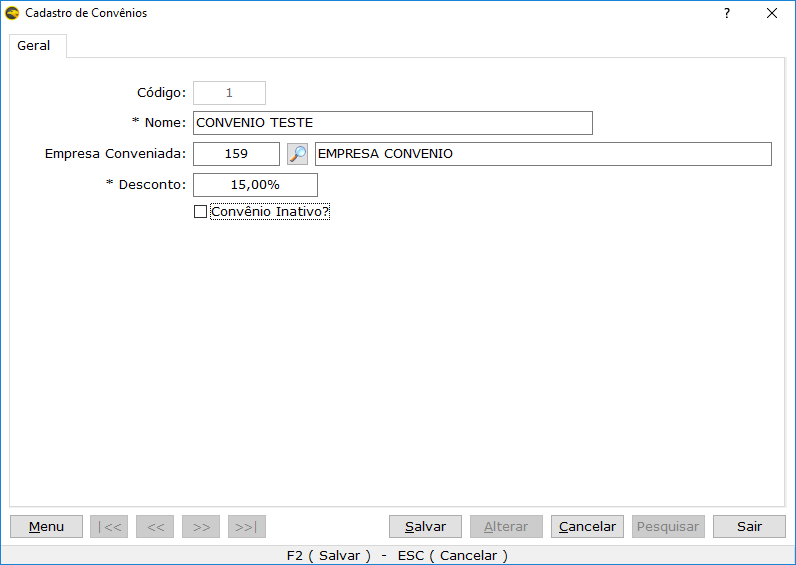 Cadastro de Convênios ?
Geral
Código: 1
* Nome: CONVENIO TESTE
Empresa Conveniada: 159 EMPRESA CONVENIO
* Desconto: 15,00%
Convênio Inativo?
Menu |<< << >> >>| Salvar Alterar Cancelar Pesquisar Sair
F2 ( Salvar ) - ESC ( Cancelar )